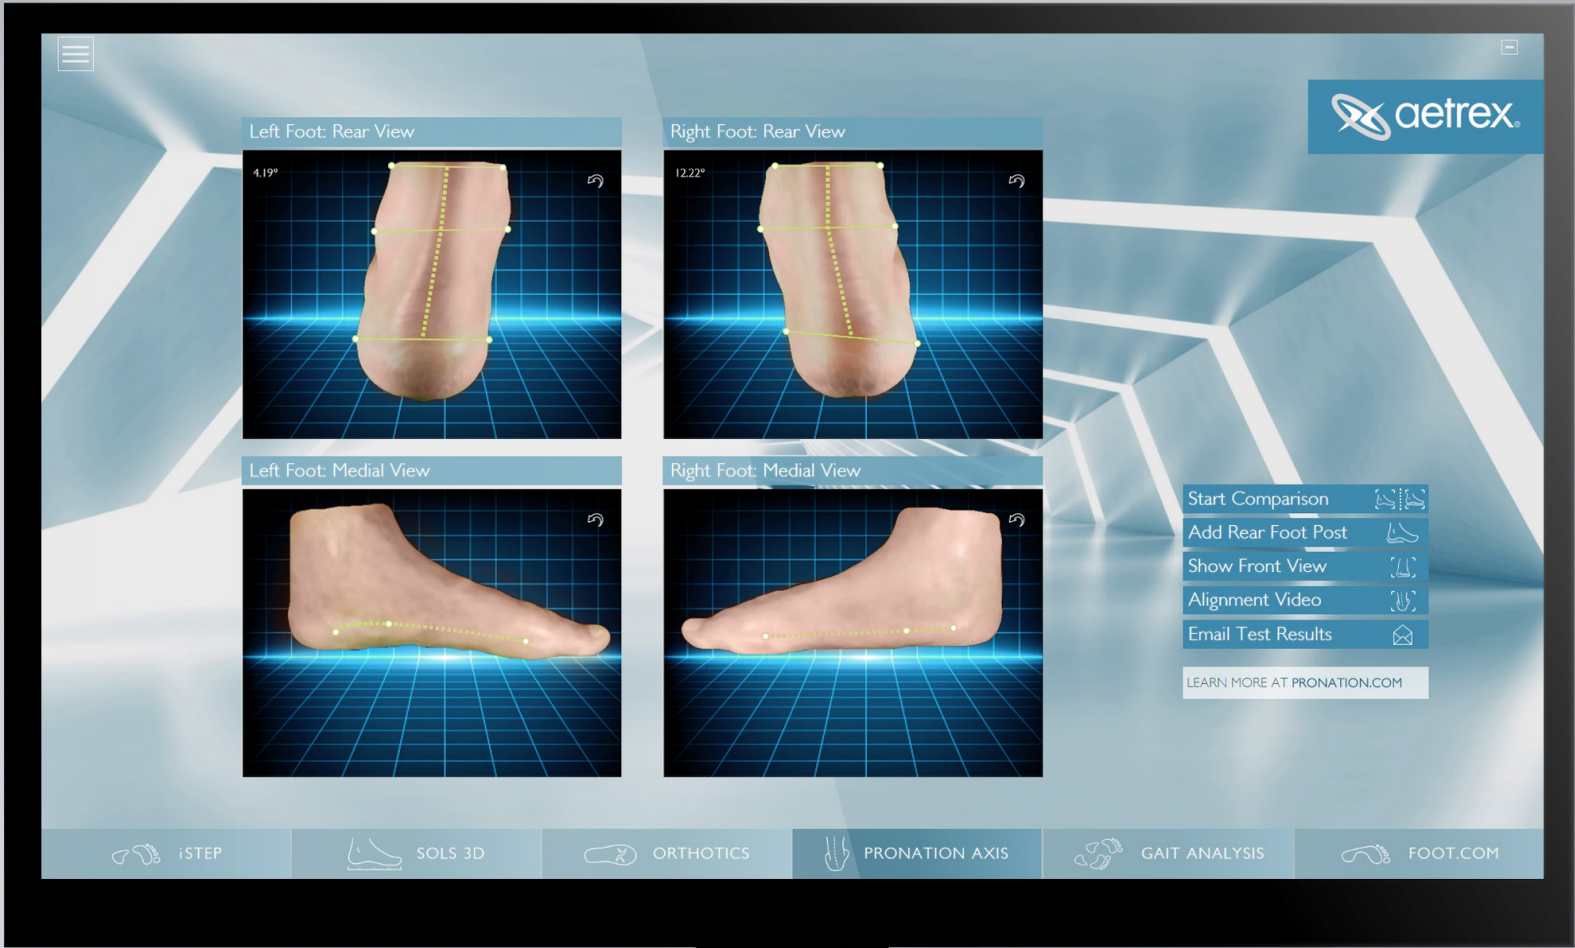 aetrex®
Left Foot: Rear View
4.19°
Right Foot: Rear View
12.22°
Left Foot: Medial View
Right Foot: Medial View
Start Comparison
Add Rear Foot Post
Show Front View
Alignment Video
Email Test Results
LEARN MORE AT PRONATION.COM
iSTEP
SOLS 3D
ORTHOTICS
PRONATION AXIS
GAIT ANALYSIS
FOOT.COM